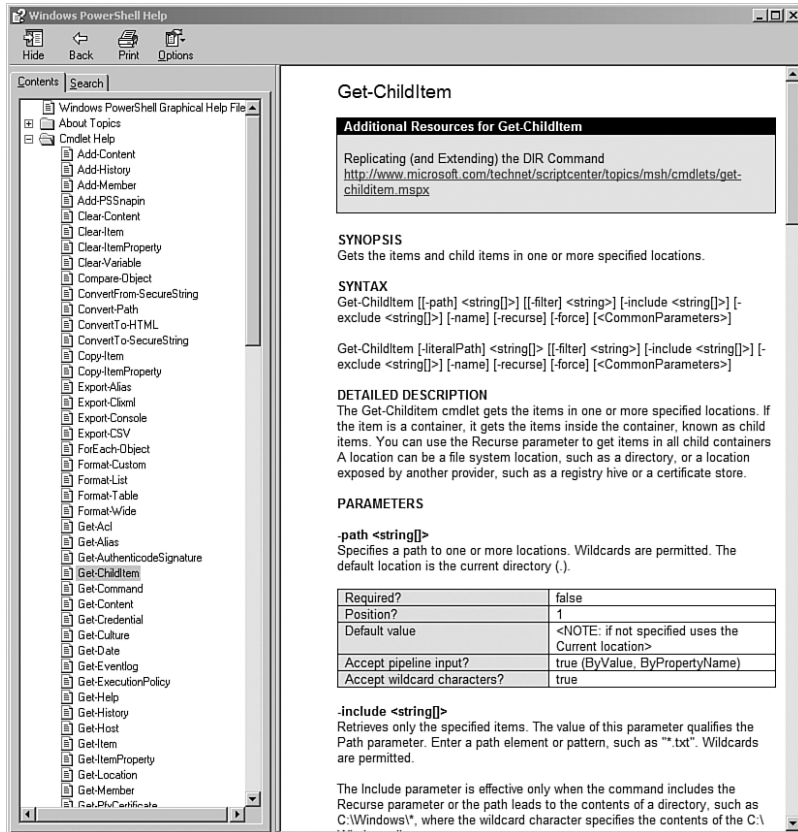 Windows PowerShell Help
Hide Back Print Options
Contents Search
Windows PowerShell Graphical Help File
About Topics
Cmdlet Help
Add-Content
Add-History
Add-Member
Add-PSSnapin
Clear-Content
Clear-Item
Clear-ItemProperty
Clear-Variable
Compare-Object
ConvertFrom-SecureString
Convert-Path
ConvertTo-HTML
ConvertTo-SecureString
Copy-Item
Copy-ItemProperty
Export-Alias
Export-Clixml
Export-Console
Export-CSV
ForEach-Object
Format-Custom
Format-List
Format-Table
Format-Wide
Get-Acl
Get-Alias
Get-AuthenticodeSignature
Get-ChildItem
Get-Command
Get-Content
Get-Credential
Get-Culture
Get-Date
Get-Eventlog
Get-ExecutionPolicy
Get-Help
Get-History
Get-Host
Get-Item
Get-ItemProperty
Get-Location
Get-Member
Get-PfxCertificate
Get-ChildItem
Additional Resources for Get-ChildItem
Replicating (and Extending) the DIR Command
http://www.microsoft.com/technet/scriptcenter/topics/msh/cmdlets/get-
childitem.mspx
SYNOPSIS
Gets the items and child items in one or more specified locations.
SYNTAX
Get-ChildItem [[-path] <string[]>] [[-filter] <string>] [-include <string[]>] [-
exclude <string[]>] [-name] [-recurse] [-force] [<CommonParameters>]
Get-ChildItem [-literalPath] <string[]> [[-filter] <string>] [-include <string[]>] [-
exclude <string[]>] [-name] [-recurse] [-force] [<CommonParameters>]
DETAILED DESCRIPTION
The Get-Childitem cmdlet gets the items in one or more specified locations. If
the item is a container, it gets the items inside the container, known as child
items. You can use the Recurse parameter to get items in all child containers
A location can be a file system location, such as a directory, or a location
exposed by another provider, such as a registry hive or a certificate store.
PARAMETERS
-path <string[]>
Specifies a path to one or more locations. Wildcards are permitted. The
default location is the current directory (.).
Required? false
Position? 1
Default value <NOTE: if not specified uses the
Current location>
Accept pipeline input? true (ByValue, ByPropertyName)
Accept wildcard characters? true
-include <string[]>
Retrieves only the specified items. The value of this parameter qualifies the
Path parameter. Enter a path element or pattern, such as "*.txt". Wildcards
are permitted.
The Include parameter is effective only when the command includes the
Recurse parameter or the path leads to the contents of a directory, such as
C:\Windows\*, where the wildcard character specifies the contents of the C:\